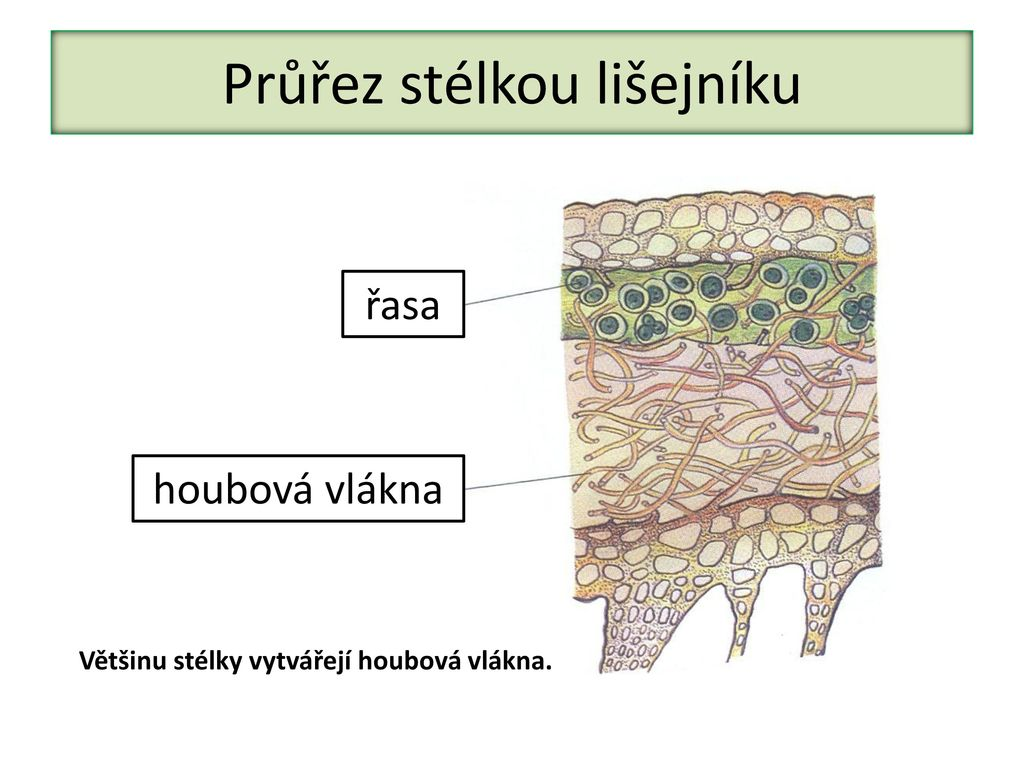 Průřez stélkou lišejníku
řasa
houbová vlákna
Většinu stélky vytvářejí houbová vlákna.